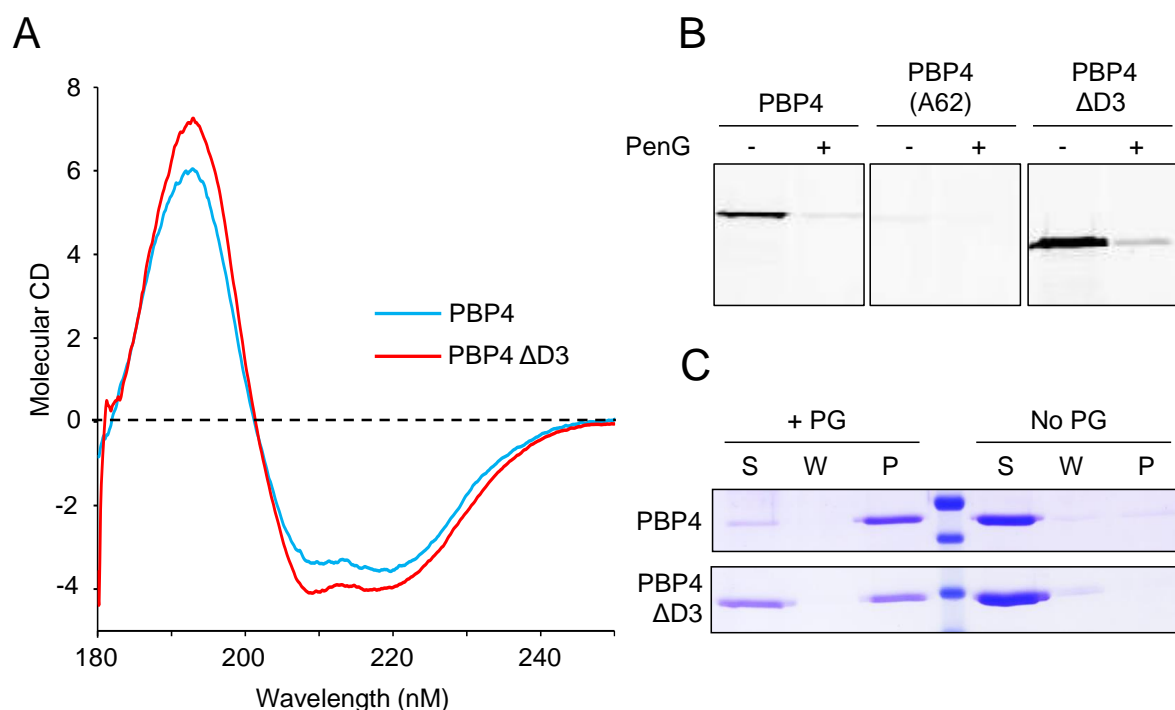 A
8
6
4
2
0
-2
-4
180
200
220
240
Molecular CD
Wavelength (nM)
PBP4
PBP4 ΔD3
B
PBP4
PBP4
(A62)
PBP4
ΔD3
PenG - + - + - +
C
+ PG No PG
S W P S W P
PBP4
PBP4
ΔD3